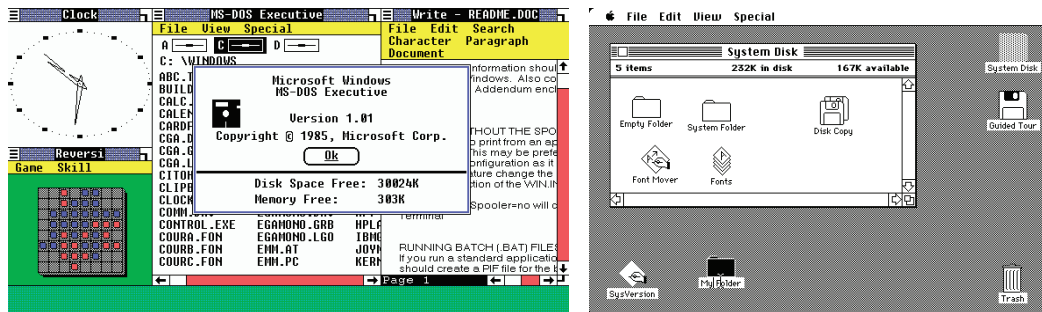 Clock
MS-DOS Executive
Write - README.DOC
File View Special
File Edit Search
Character Paragraph
Document
A
C
D
C: \WINDOWS
ABC.T
BUILD
CALC.
CALEN
CARDF
CGA.D
CGA.G
CGA.L
CITOH
CLIPB
CLOCK
CONTROL.EXE EGAMONO.GRB HPLA
COURA.FON EGAMONO.LGO IBMG
COURB.FON EMM.AT JOYM
COURC.FON EMM.PC KERN
Microsoft Windows
MS-DOS Executive
Version 1.01
Copyright © 1985, Microsoft Corp.
Ok
Disk Space Free: 30024K
Memory Free: 303K
nformation shoul
Windows. Also co
Addendum encl
THOUT THE SPO
o print from an ap
This may be prefe
onfiguration as it
ature change the
tion of the WIN.IN
Spooler=no will c
Terminal
RUNNING BATCH (.BAT) FILES
If you run a standard applicatio
should create a PIF file for the b
Page 1
Reversi
Game Skill
File Edit View Special
System Disk
5 items 232K in disk 167K available
Empty Folder
System Folder
Disk Copy
Font Mover
Fonts
System Disk
Guided Tour
SysVersion
My Folder
Trash